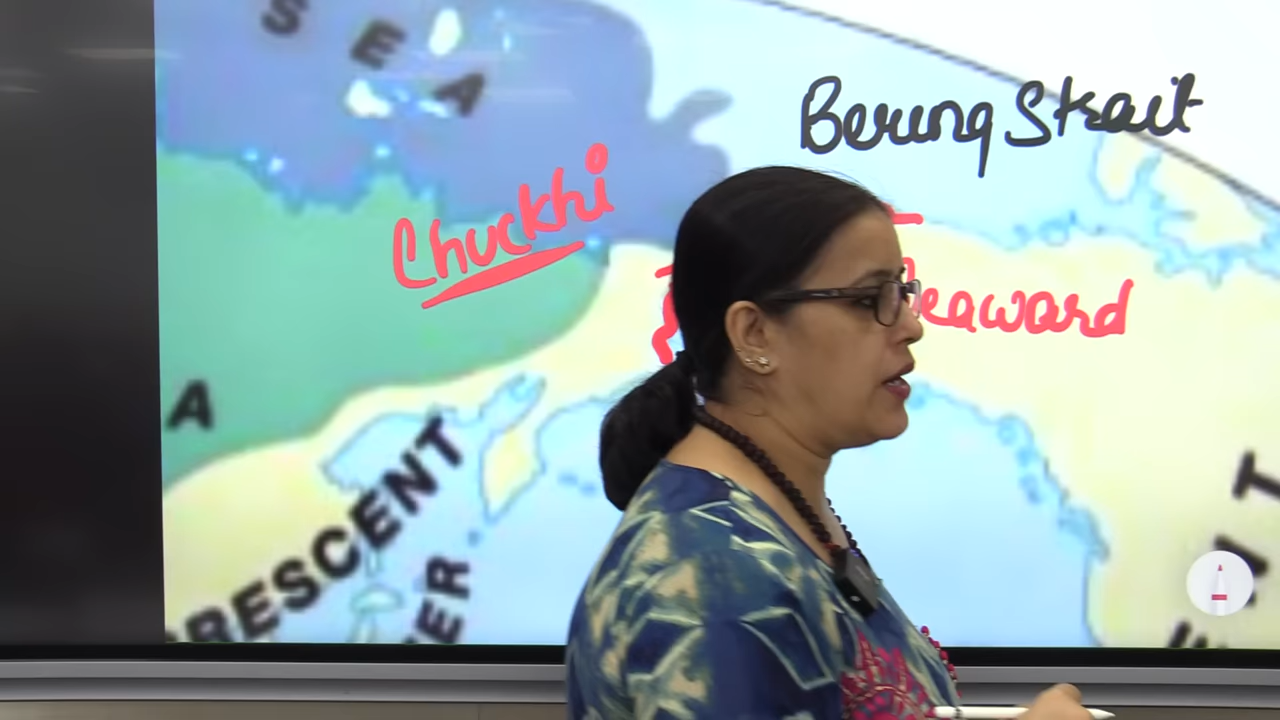 SEA
Bering Strait
Chuckhi
eaward
A
RESCENT
ER